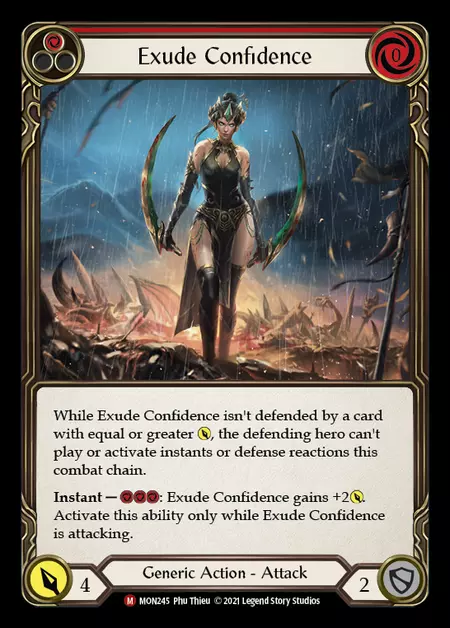 Exude Confidence
0
While Exude Confidence isn't defended by a card
with equal or greater , the defending hero can't
play or activate instants or defense reactions this
combat chain.
Instant — : Exude Confidence gains +2 .
Activate this ability only while Exude Confidence
is attacking.
4
Generic Action - Attack
2
M MON245 Phu Thieu © 2021 Legend Story Studios